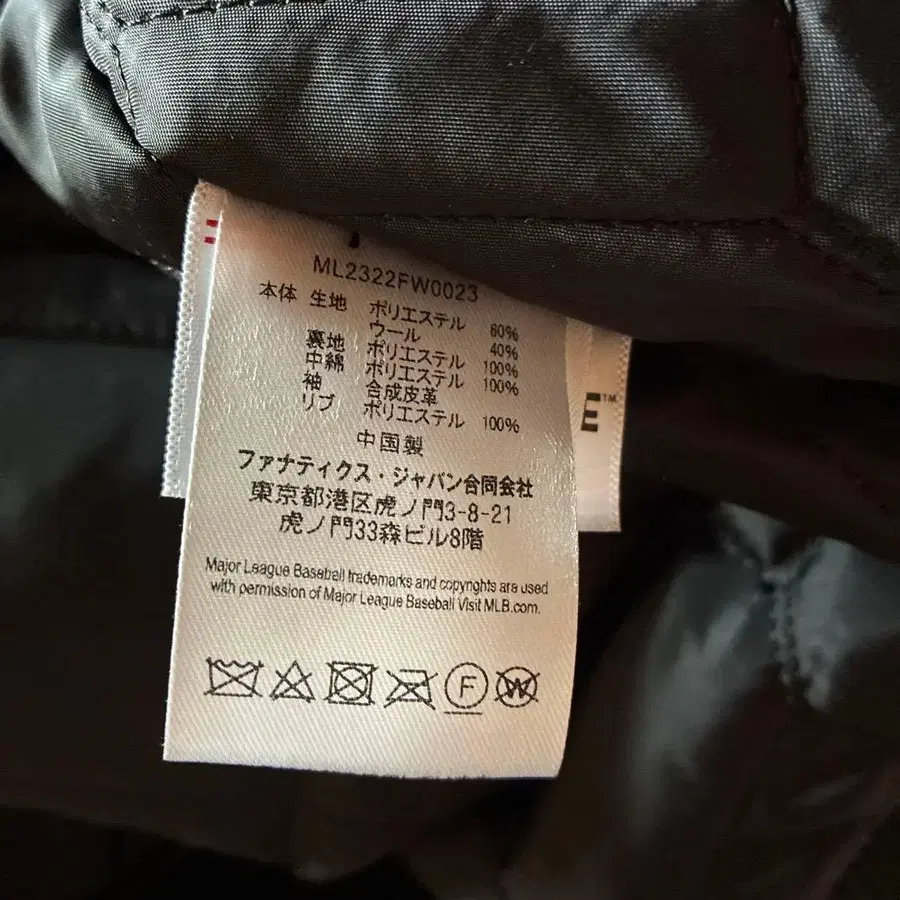 ML2322FW0023
本体 生地 ポリエステル 60%
ウール 40%
裏地 ポリエステル 100%
中綿 ポリエステル 100%
袖 合成皮革
リブ ポリエステル 100%
中国製
ファナティクス・ジャパン合同会社
東京都港区虎ノ門3-8-21
虎ノ門33森ビル8階
Major League Baseball trademarks and copyrights are used
with permission of Major League Baseball Visit MLB.com.
F W
E™